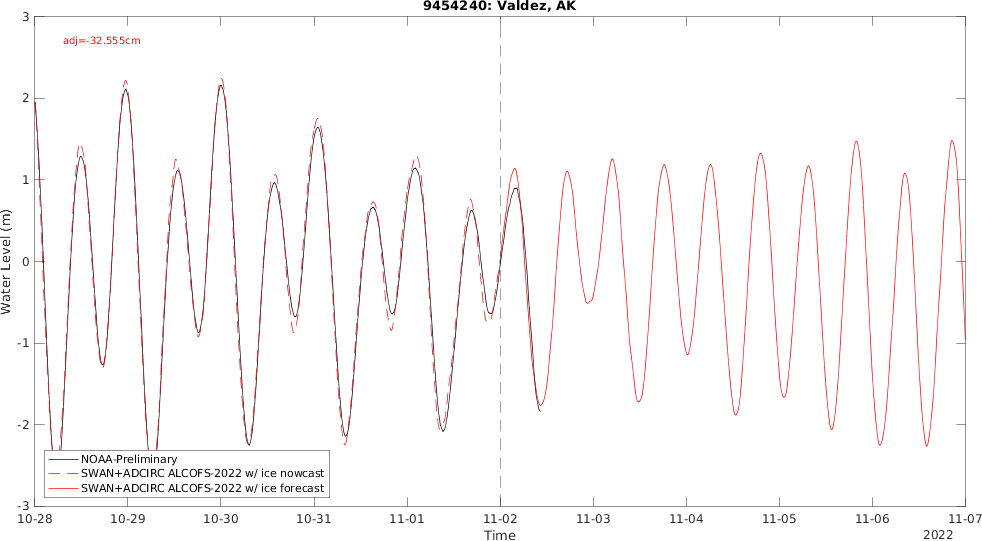 9454240: Valdez, AK
adj=-32.555cm
Water Level (m)
3
2
1
0
-1
-2
-3
NOAA-Preliminary
SWAN+ADCIRC ALCOFS-2022 w/ ice nowcast
SWAN+ADCIRC ALCOFS-2022 w/ ice forecast
10-28 10-29 10-30 10-31 11-01 11-02 11-03 11-04 11-05 11-06 11-07
Time
2022